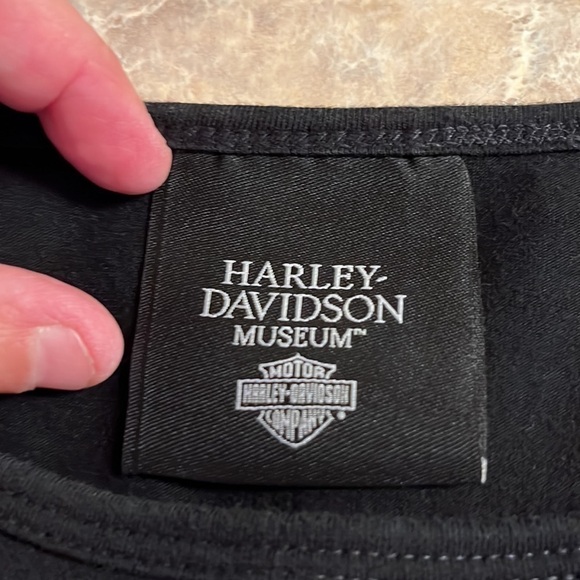 HARLEY-
DAVIDSON
MUSEUM™
MOTOR
HARLEY-DAVIDSON
COMPANY®